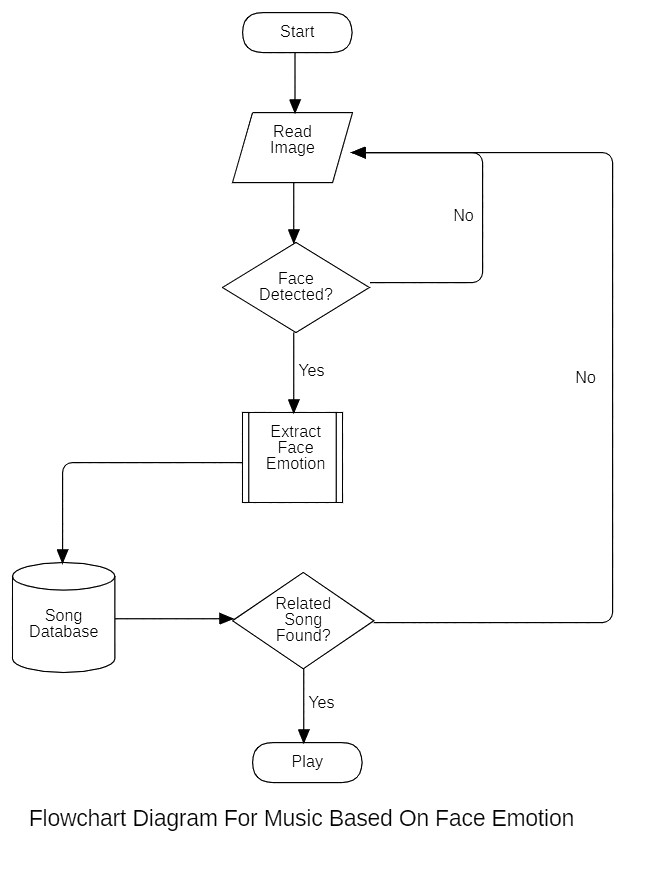 Start
Read
Image
No
Face
Detected?
Yes
No
Extract
Face
Emotion
Song
Database
Related
Song
Found?
Yes
Play
Flowchart Diagram For Music Based On Face Emotion